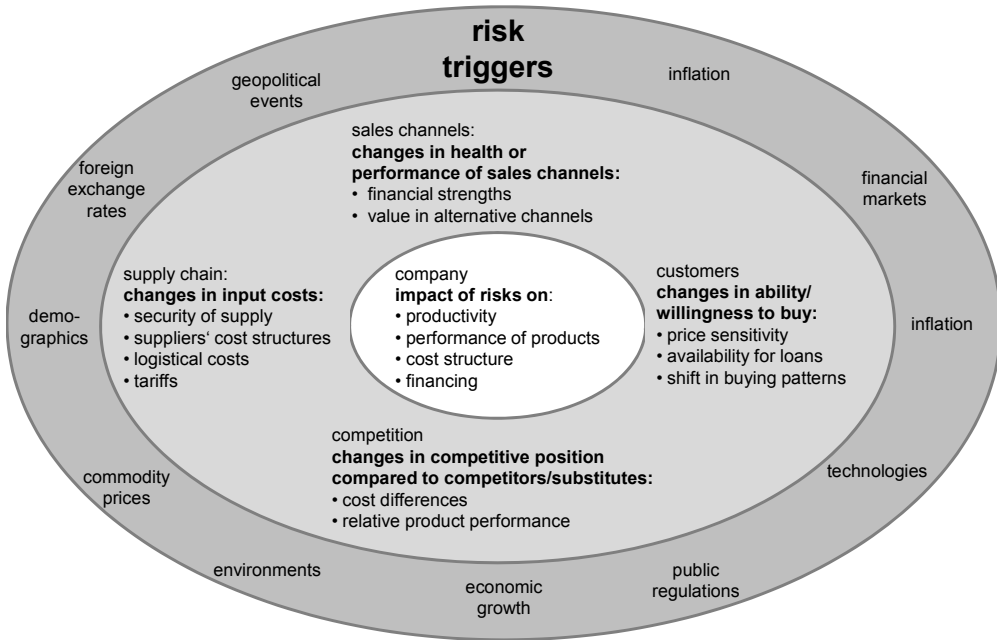 risk
triggers
geopolitical
events
inflation
foreign
exchange
rates
financial
markets
sales channels:
changes in health or
performance of sales channels:
• financial strengths
• value in alternative channels
supply chain:
changes in input costs:
• security of supply
• suppliers‘ cost structures
• logistical costs
• tariffs
company
impact of risks on:
• productivity
• performance of products
• cost structure
• financing
customers
changes in ability/
willingness to buy:
• price sensitivity
• availability for loans
• shift in buying patterns
demo-
graphics
inflation
competition
changes in competitive position
compared to competitors/substitutes:
• cost differences
• relative product performance
commodity
prices
technologies
environments
economic
growth
public
regulations